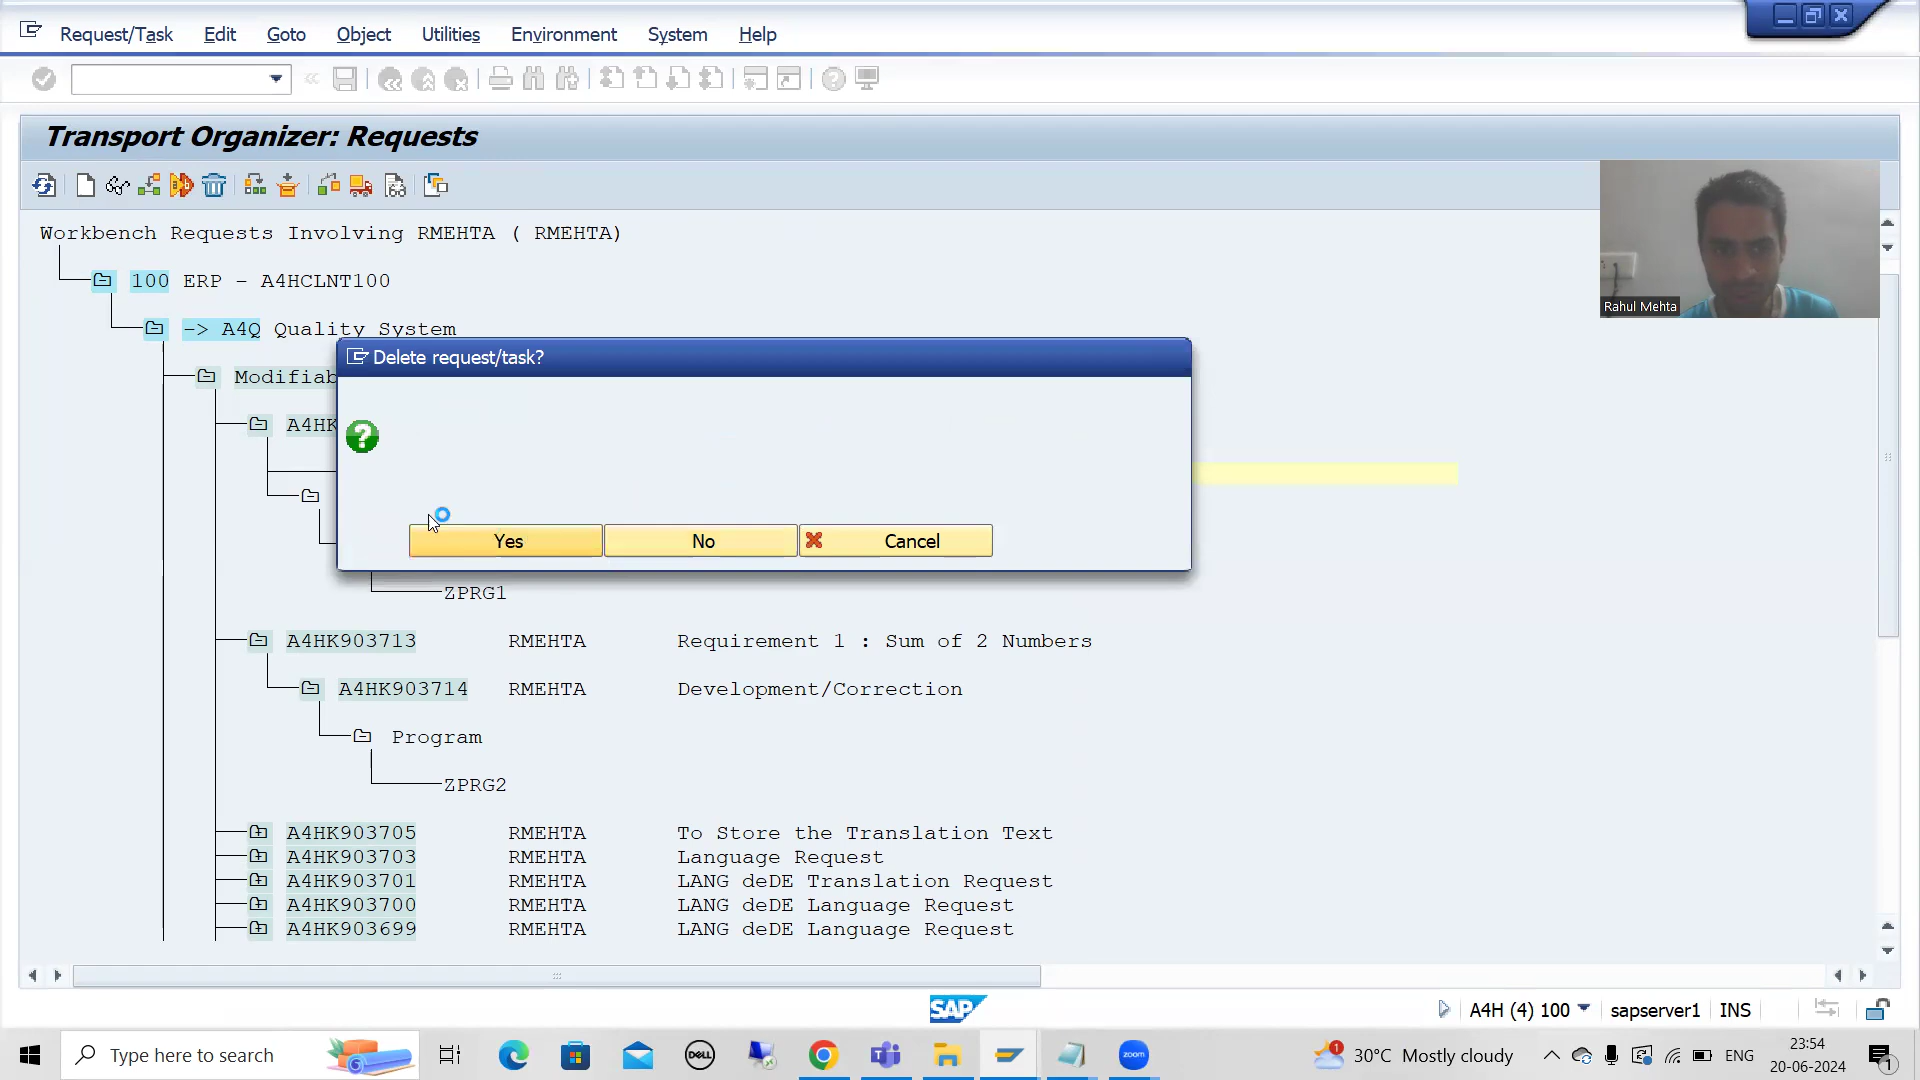 Request/Task Edit Goto Object Utilities Environment System Help
Transport Organizer: Requests
Workbench Requests Involving RMEHTA ( RMEHTA)
100 ERP - A4HCLNT100
-> A4Q Quality System
Modifiab
A4HK
Delete request/task?
Yes No Cancel
ZPRG1
A4HK903713 RMEHTA Requirement 1 : Sum of 2 Numbers
A4HK903714 RMEHTA Development/Correction
Program
ZPRG2
A4HK903705 RMEHTA To Store the Translation Text
A4HK903703 RMEHTA Language Request
A4HK903701 RMEHTA LANG deDE Translation Request
A4HK903700 RMEHTA LANG deDE Language Request
A4HK903699 RMEHTA LANG deDE Language Request
Rahul Mehta
SAP
A4H (4) 100 sapserver1 INS
Type here to search
DELL
zoom
1
30°C Mostly cloudy
ENG
23:54
20-06-2024
1